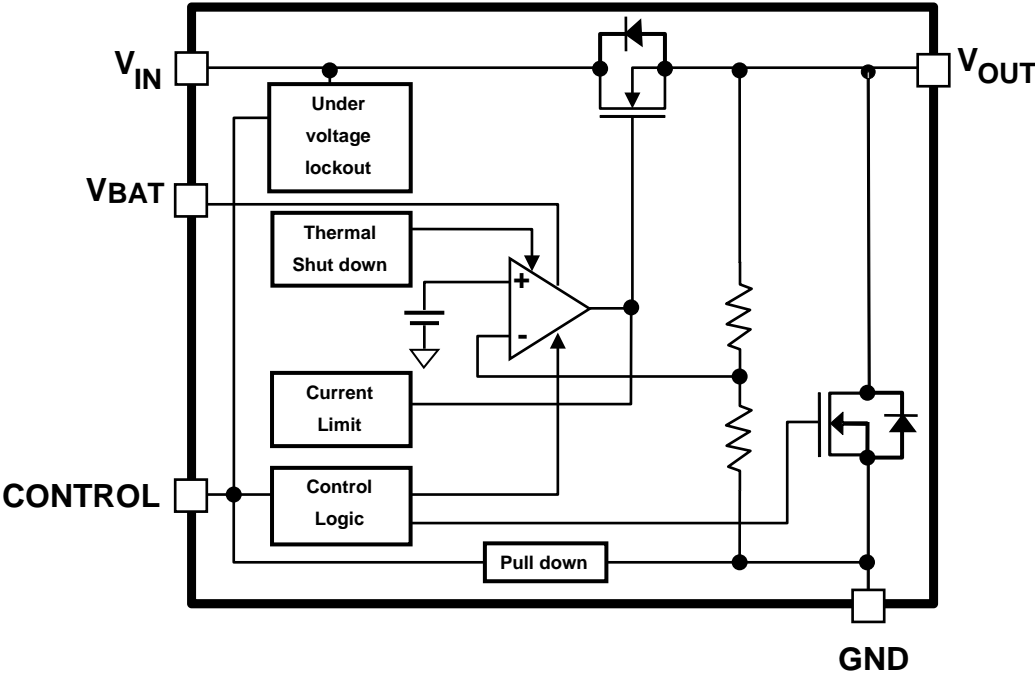 VIN
VOUT
Under
voltage
lockout
VBAT
Thermal
Shut down
+
-
Current
Limit
CONTROL
Control
Logic
Pull down
GND